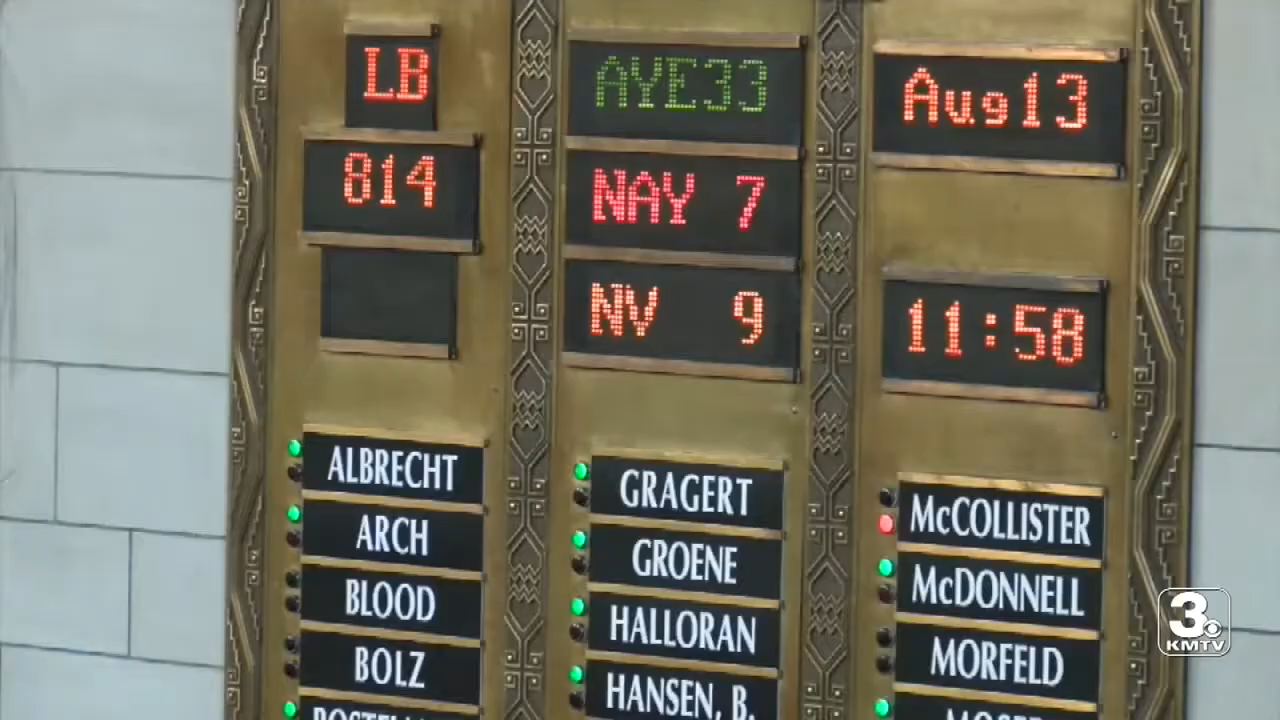 LB
814
AYE33
NAY 7
NV 9
Aug13
11:58
ALBRECHT
ARCH
BLOOD
BOLZ
GRAGERT
GROENE
HALLORAN
HANSEN, B.
McCOLLISTER
McDONNELL
MORFELD
3
KMTV